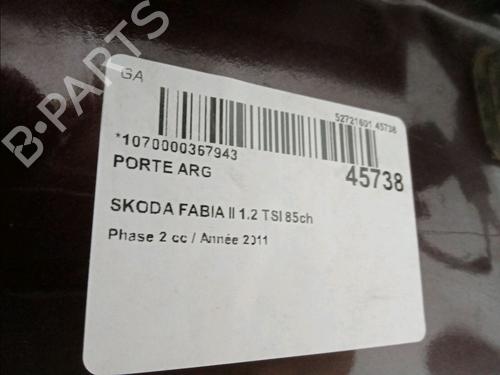 GA
52721601 45738
*1070000367943
45738
PORTE ARG
SKODA FABIA II 1.2 TSI 85ch
Phase 2 cc / Année 2011
B-PARTS